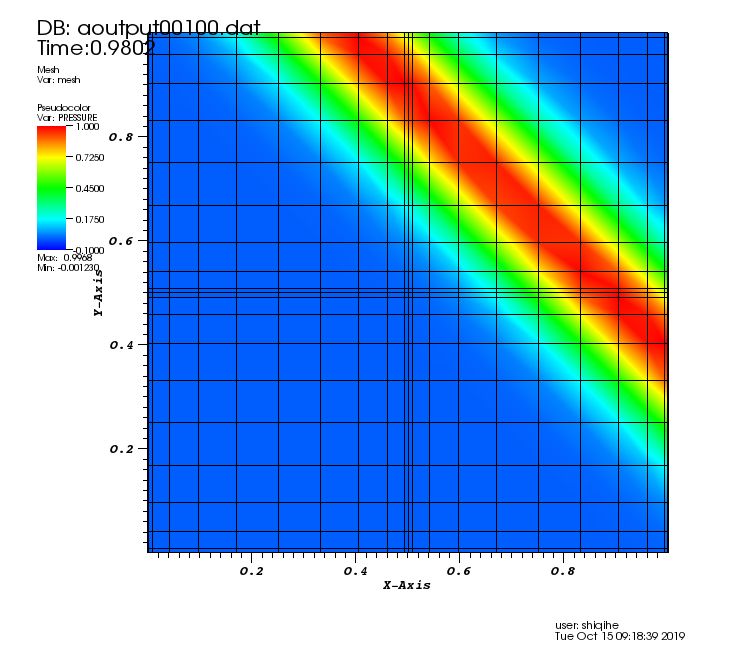 DB: aoutput00100.dat
Time:0.9802
Mesh
Var: mesh
Pseudocolor
Var: PRESSURE
1.000
0.7250
0.4500
0.1750
-0.1000
Max: 0.9968
Min: -0.001230
Y-Axis
0.8
0.6
0.4
0.2
0.2 0.4 0.6 0.8
X-Axis
user: shiqihe
Tue Oct 15 09:18:39 2019